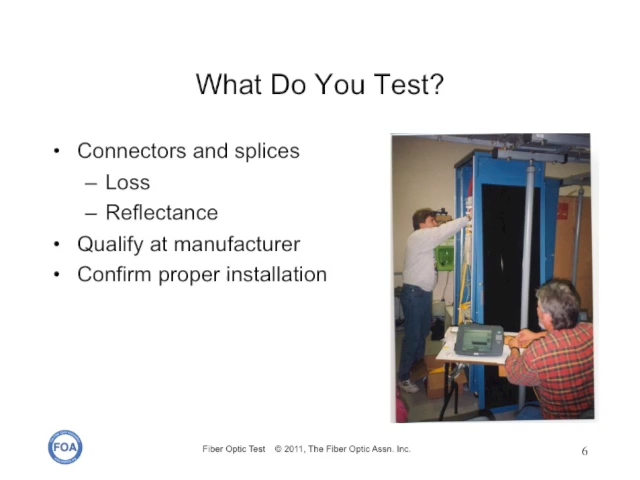 What Do You Test?
• Connectors and splices
– Loss
– Reflectance
• Qualify at manufacturer
• Confirm proper installation
FOA
Fiber Optic Test © 2011, The Fiber Optic Assn. Inc.
6